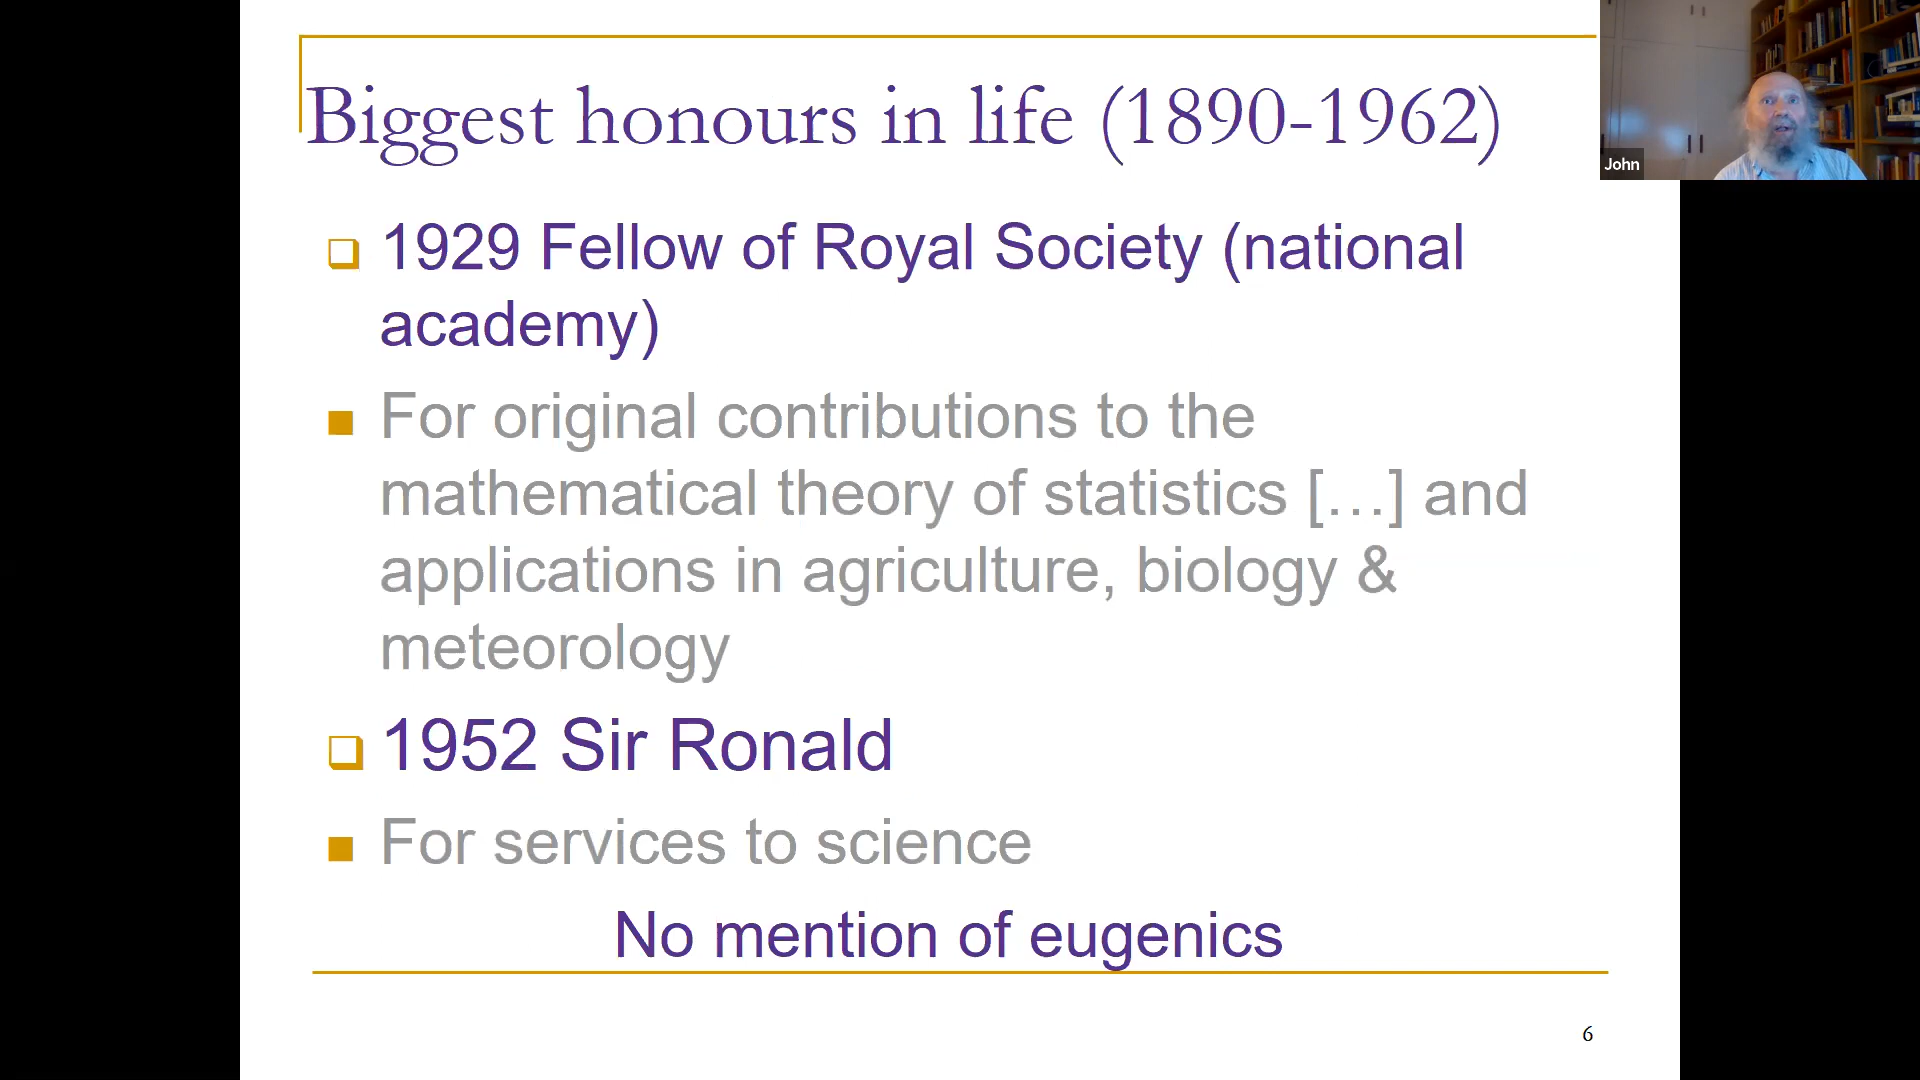 Biggest honours in life (1890-1962)
John
1929 Fellow of Royal Society (national
academy)
For original contributions to the
mathematical theory of statistics […] and
applications in agriculture, biology &
meteorology
1952 Sir Ronald
For services to science
No mention of eugenics
6